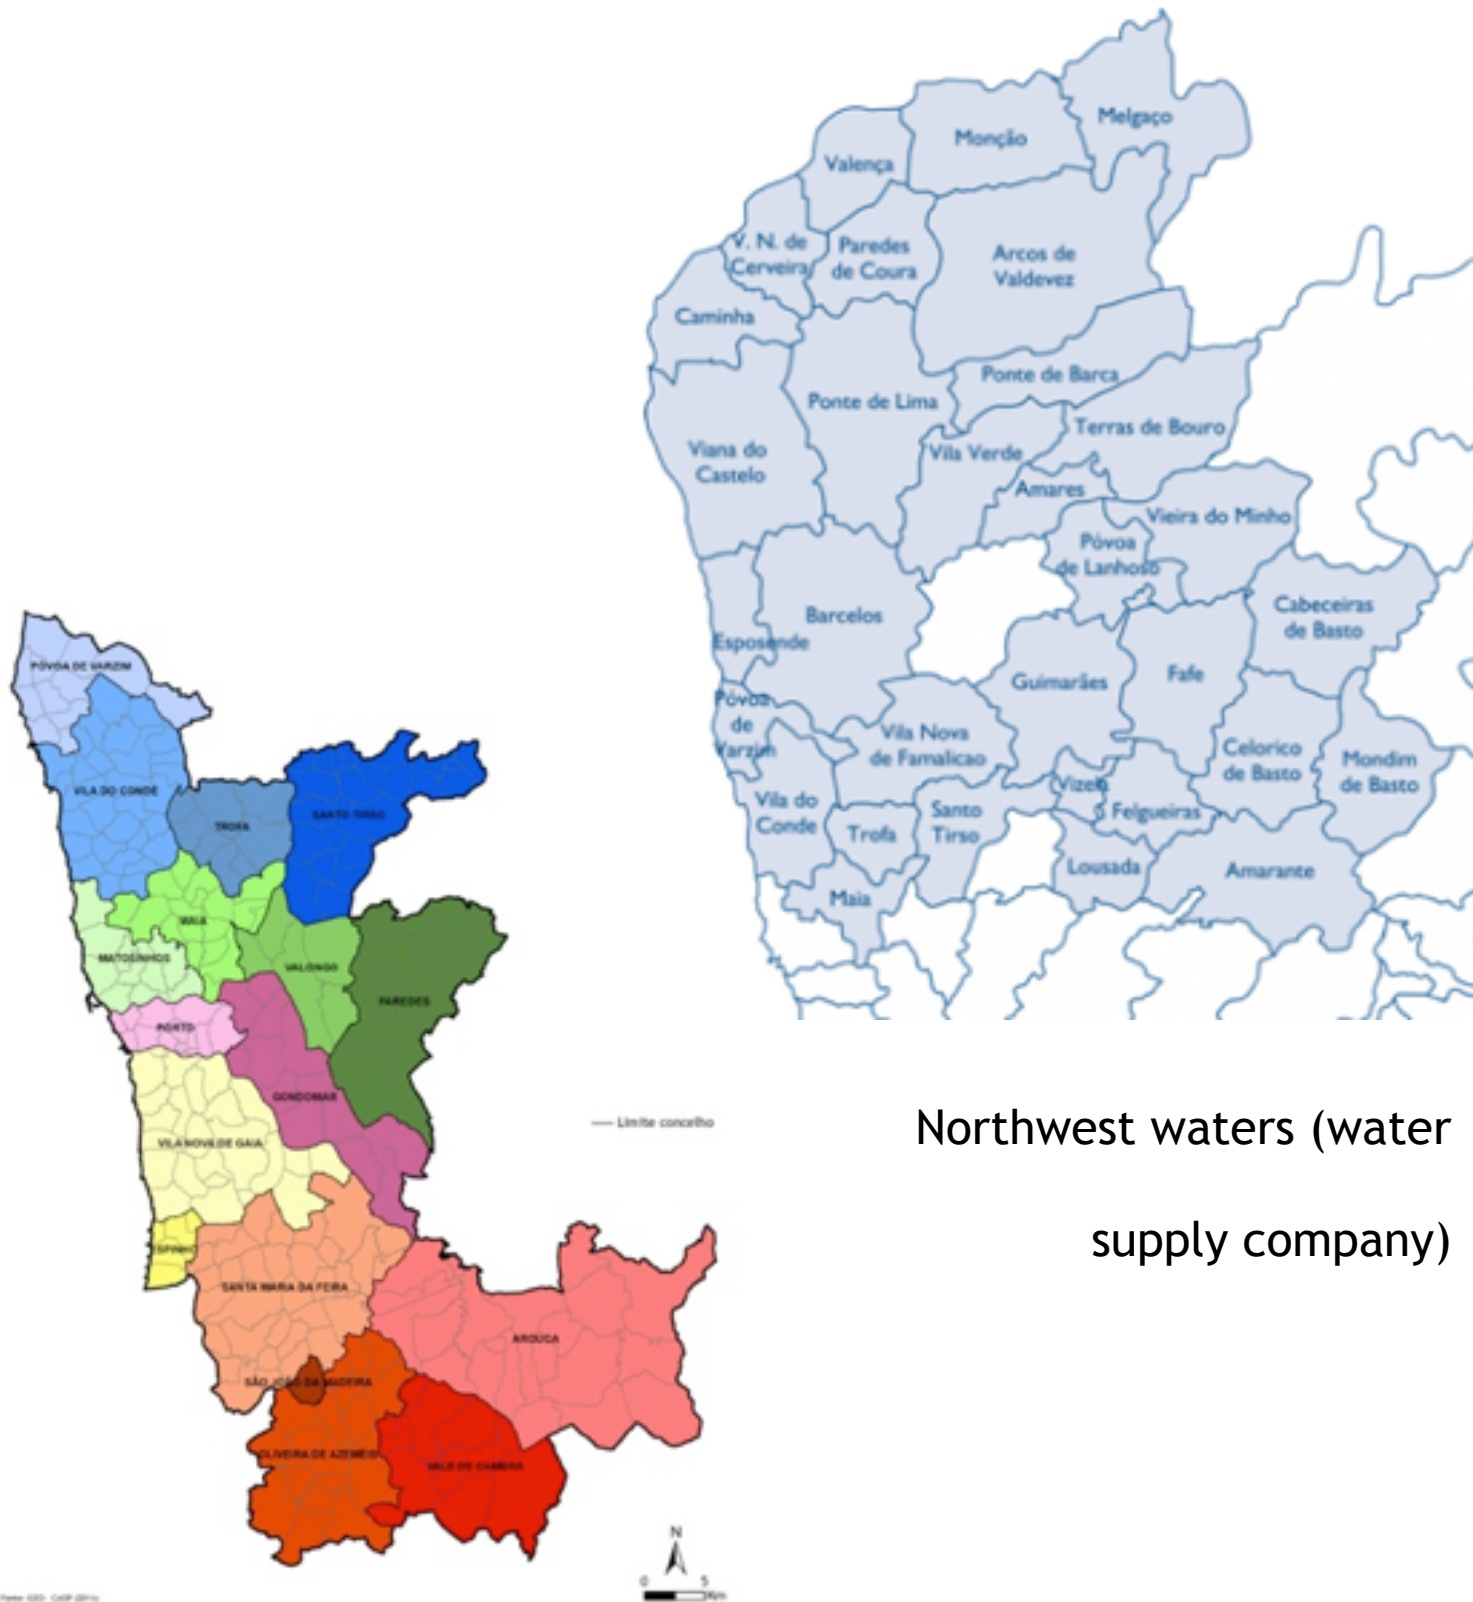 Melgaço
Monção
Valença
V. N. de
Cerveira
Paredes
de Coura
Arcos de
Valdevez
Caminha
Ponte de Barca
Ponte de Lima
Terras de Bouro
Viana do
Castelo
Vila Verde
Amares
Vieira do Minho
Póvoa
de Lanhoso
Cabeceiras
de Basto
Barcelos
Esposende
Guimarães
Fafe
Póvoa
de
Varzim
Vila Nova
de Famalicao
Celorico
de Basto
Mondim
de Basto
Vizela
Felgueiras
Vila do
Conde
Trofa
Santo
Tirso
Lousada
Amarante
Maia
PÓVOA DE VARZIM
VILA DO CONDE
TROFA
SANTO TIRSO
MAIA
MATOSINHOS
VALONGO
PAREDES
PORTO
GONDOMAR
VILA NOVA DE GAIA
ESPINHO
SANTA MARIA DA FEIRA
AROUCA
SÃO JOÃO DA MADEIRA
OLIVEIRA DE AZEMÉIS
VALE DE CAMBRA
Limite concelho
Northwest waters (water
supply company)
N
0 5
Km